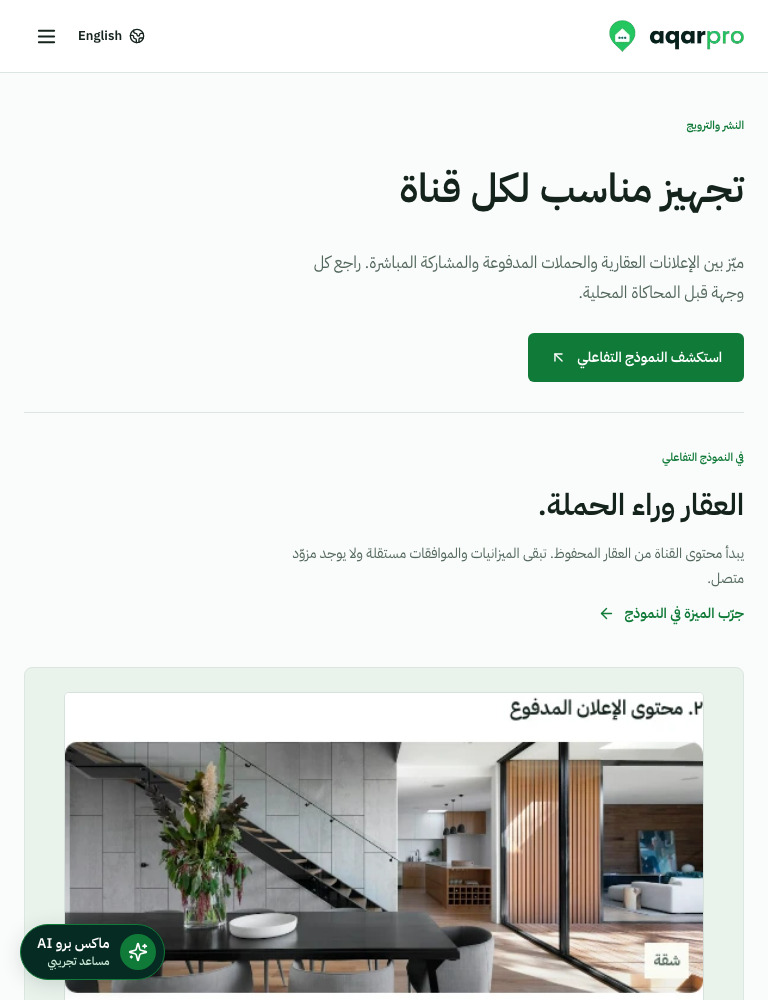 aqarpro
English
النشر والترويج
تجهيز مناسب لكل قناة
ميّز بين الإعلانات العقارية والحملات المدفوعة والمشاركة المباشرة. راجع كل
وجهة قبل المحاكاة المحلية.
استكشف النموذج التفاعلي
في النموذج التفاعلي
العقار وراء الحملة.
يبدأ محتوى القناة من العقار المحفوظ. تبقى الميزانيات والموافقات مستقلة ولا يوجد مزوّد
متصل.
جرّب الميزة في النموذج
٢. محتوى الإعلان المدفوع
شقة
ماكس برو AI
مساعد تجريبي